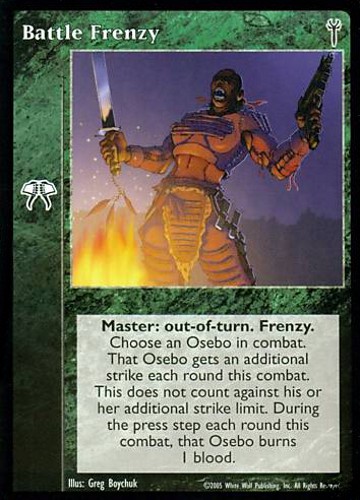 Battle Frenzy
Master: out-of-turn. Frenzy.
Choose an Osebo in combat.
That Osebo gets an additional
strike each round this combat.
This does not count against his or
her additional strike limit. During
the press step each round this
combat, that Osebo burns
1 blood.
Illus: Greg Boychuk
©2005 White Wolf Publishing, Inc. All Rights Reserved.